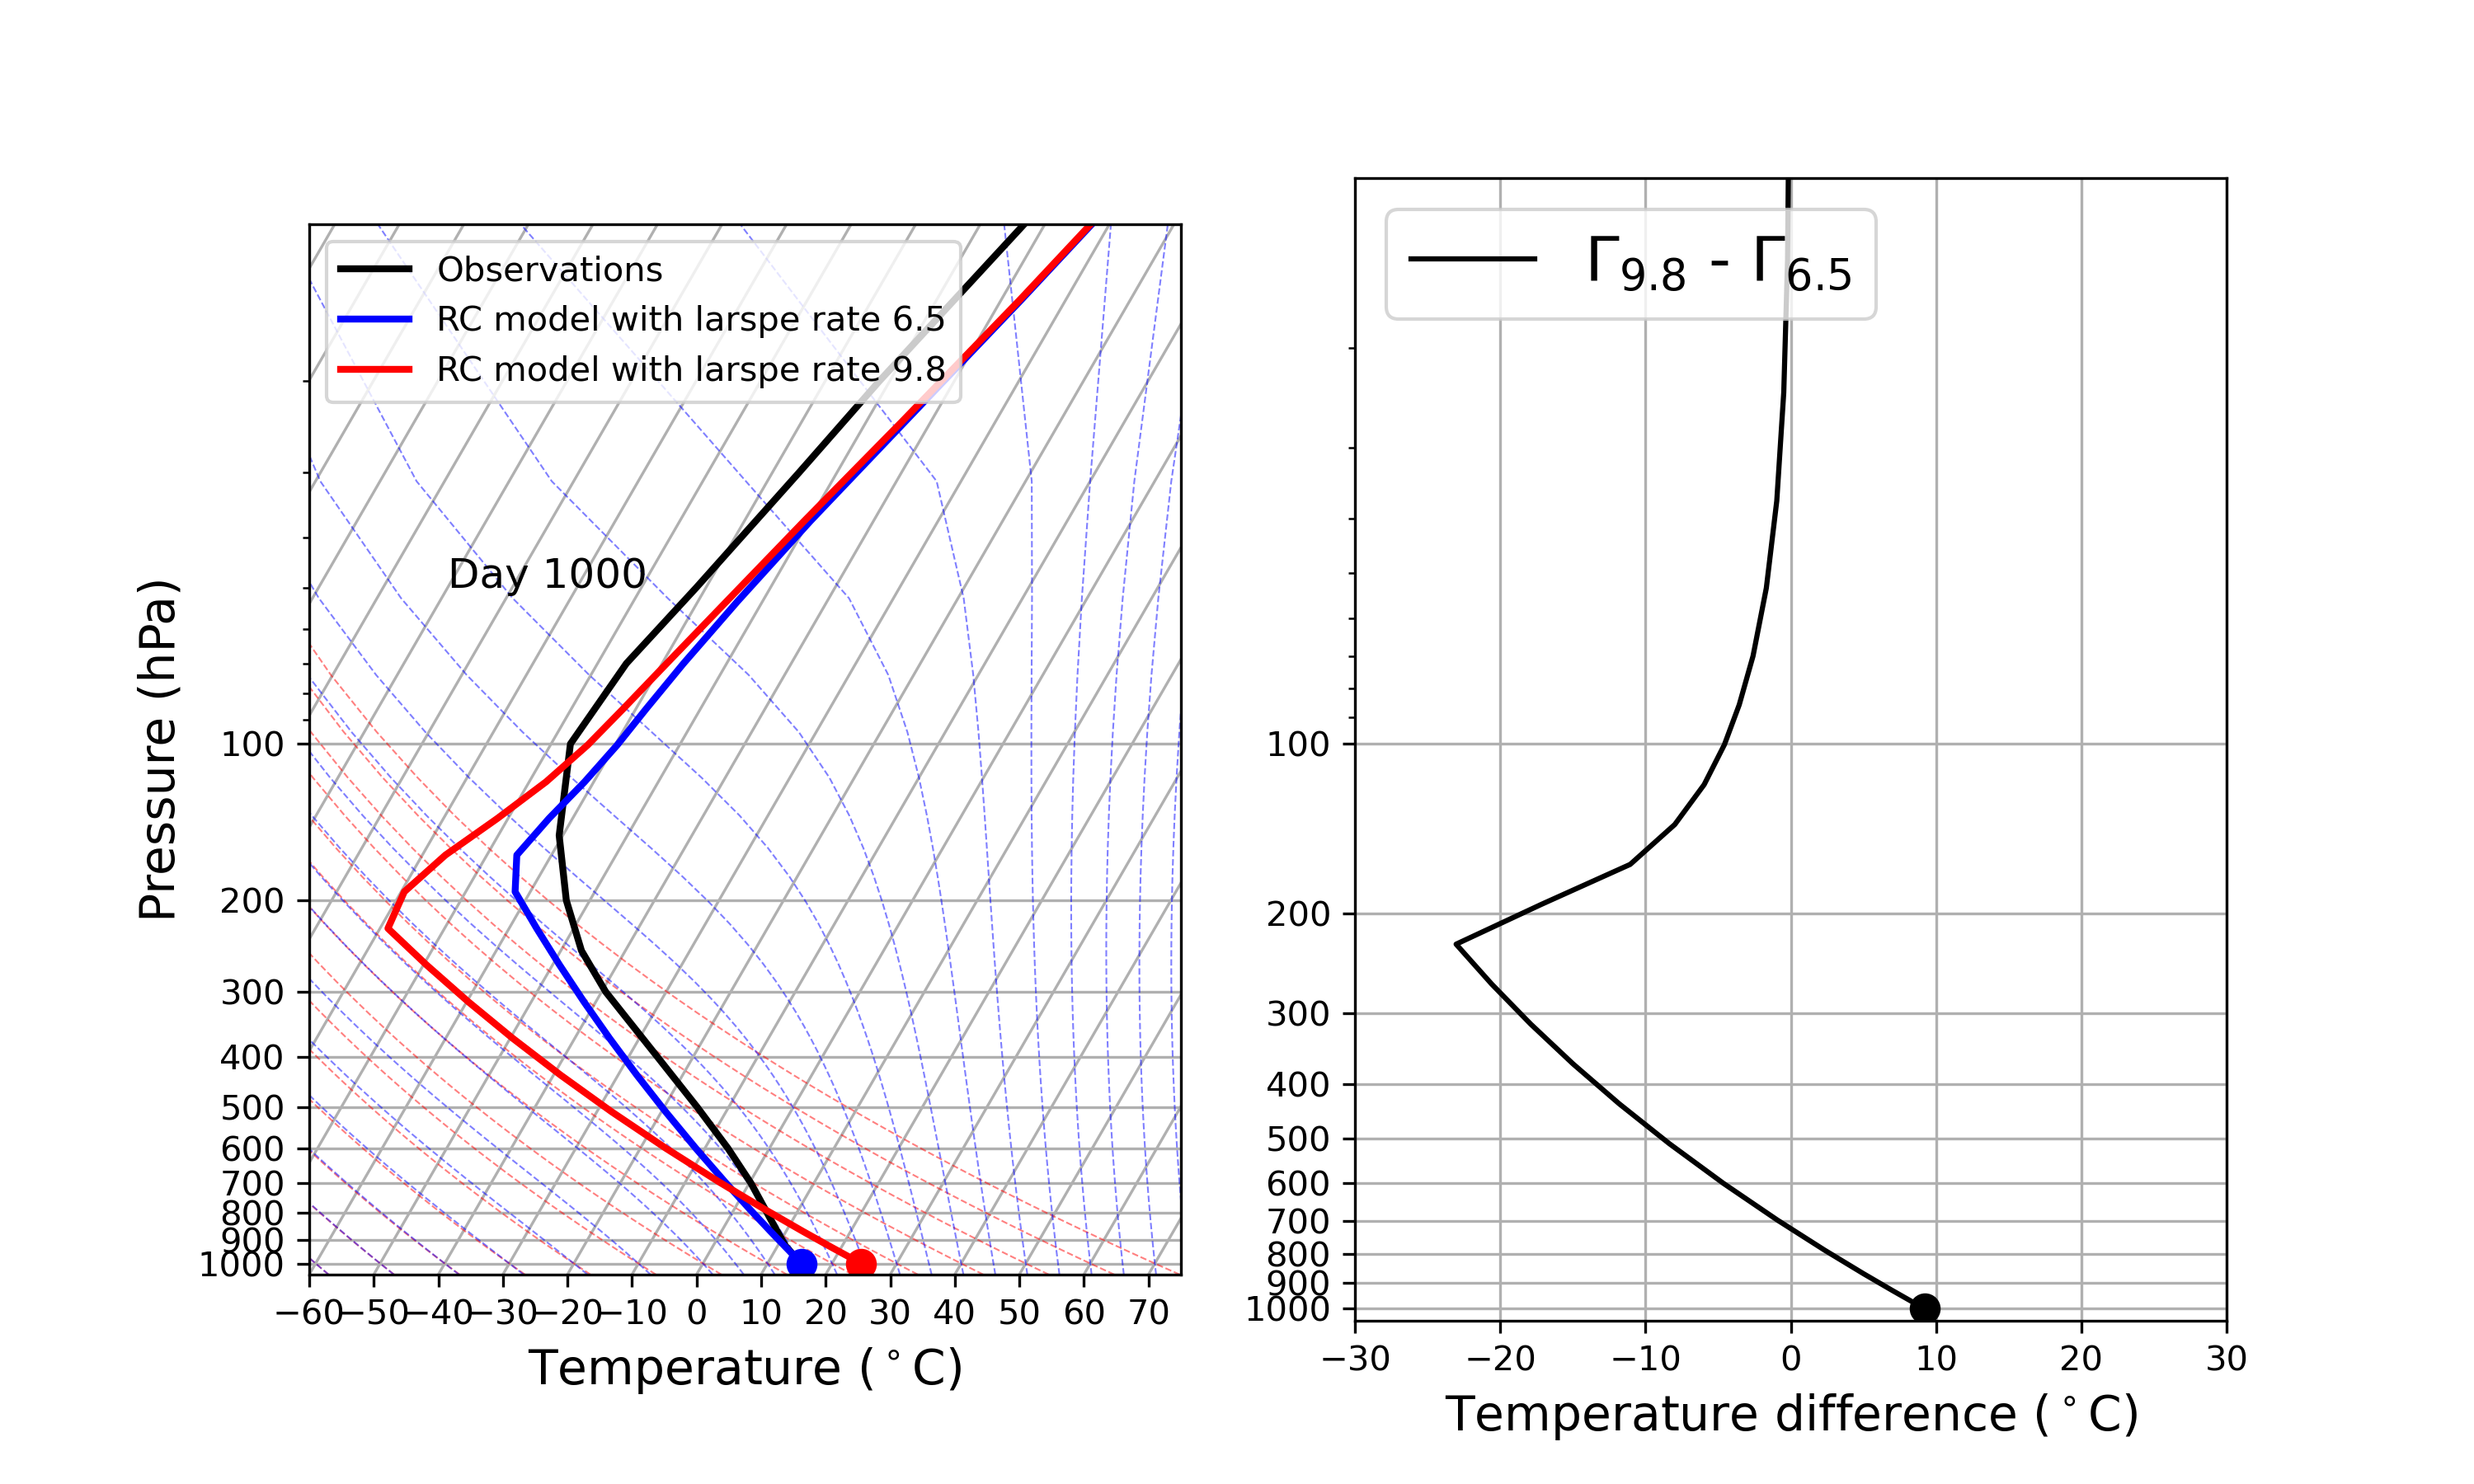 Observations
RC model with larspe rate 6.5
RC model with larspe rate 9.8
Day 1000
Pressure (hPa)
100
200
300
400
500
600
700
800
900
1000
−60 −50 −40 −30 −20 −10 0 10 20 30 40 50 60 70
Temperature (°C)
Γ9.8 - Γ6.5
100
200
300
400
500
600
700
800
900
1000
−30 −20 −10 0 10 20 30
Temperature difference (°C)